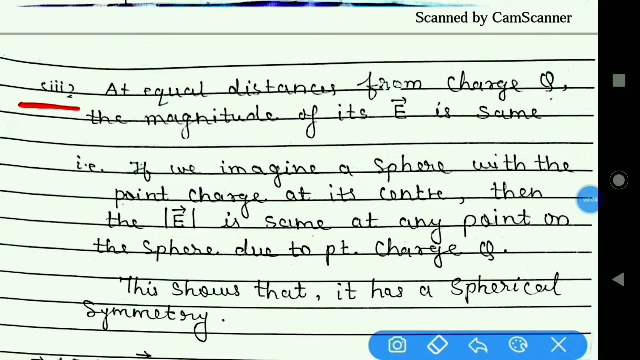 Scanned by CamScanner
(iii) At equal distances from charge Q,
the magnitude of its E⃗ is same
i.e. If we imagine a sphere with the
point charge at its centre, then
the |E⃗| is same at any point on
the sphere due to pt. charge Q.
This shows that, it has a spherical
symmetry.